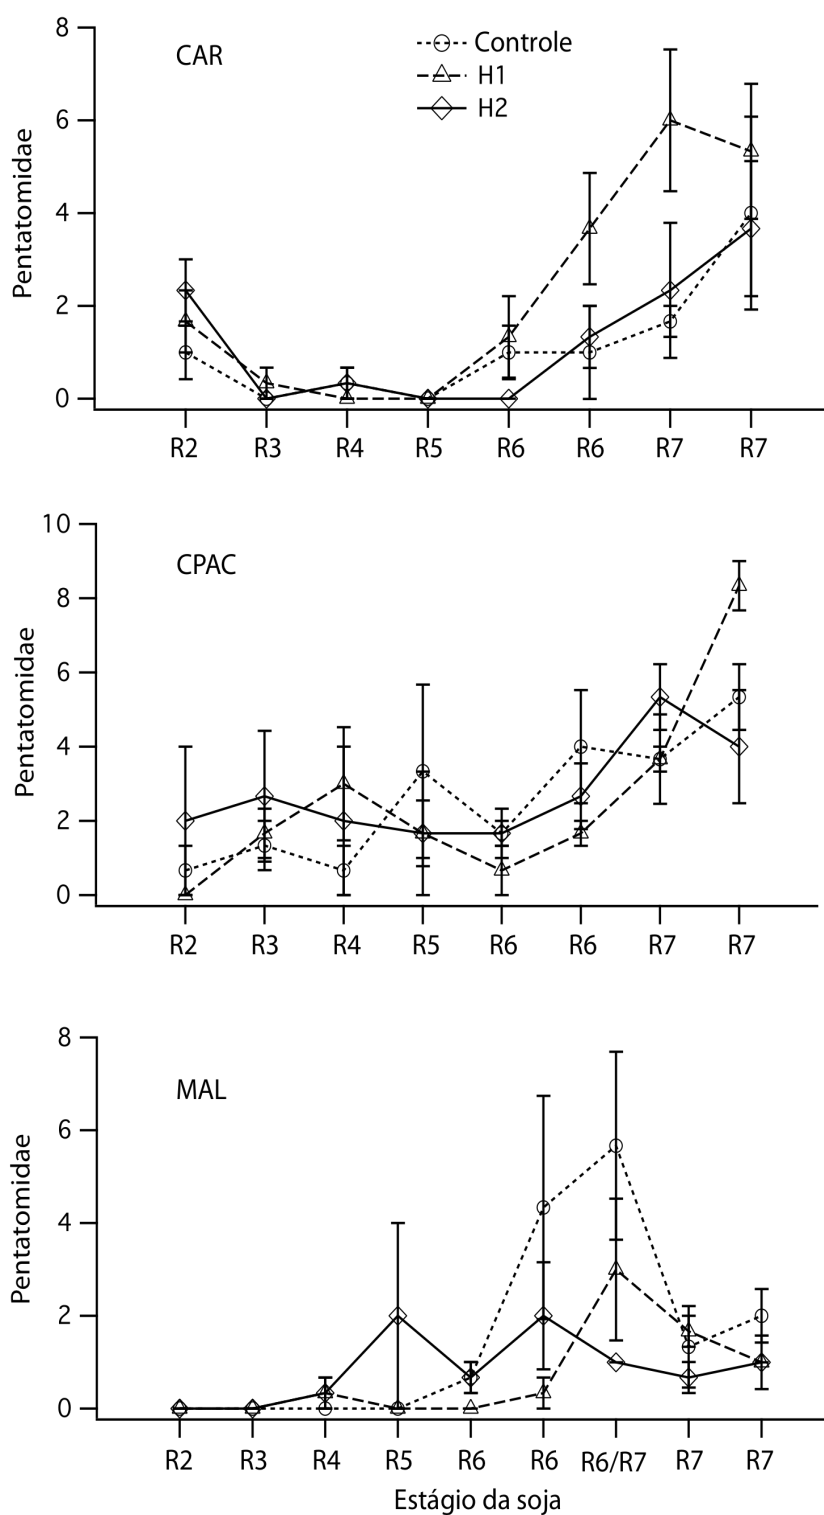 8
CAR
Controle
H1
H2
6
4
2
0
Pentatomidae
R2 R3 R4 R5 R6 R6 R7 R7
10
CPAC
8
6
4
2
0
Pentatomidae
R2 R3 R4 R5 R6 R6 R7 R7
8
MAL
6
4
2
0
Pentatomidae
R2 R3 R4 R5 R6 R6 R6/R7 R7 R7
Estágio da soja